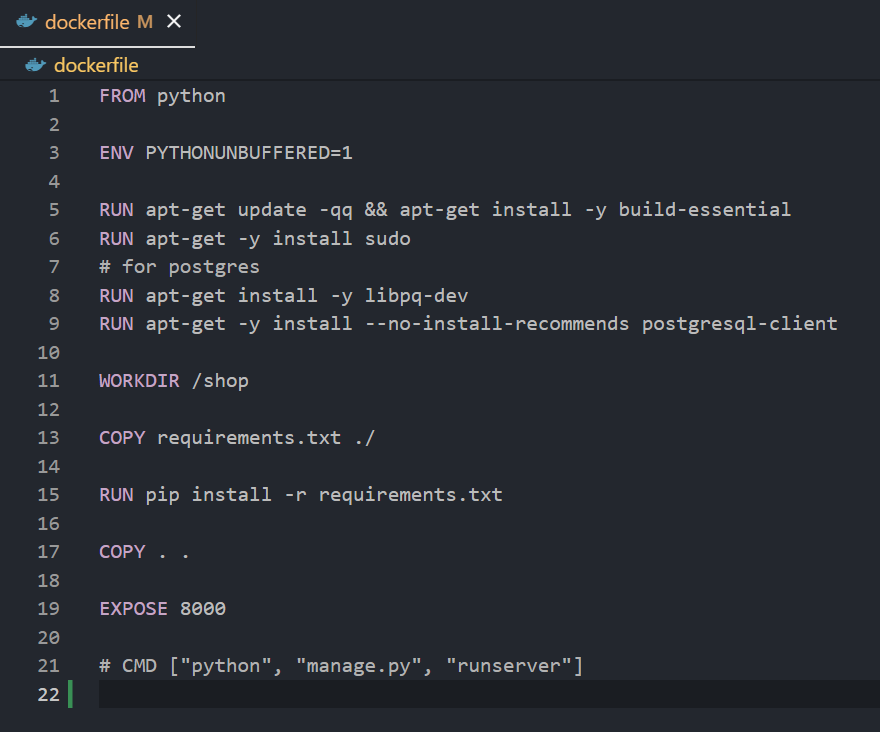 dockerfile M
dockerfile
1 FROM python
2
3 ENV PYTHONUNBUFFERED=1
4
5 RUN apt-get update -qq && apt-get install -y build-essential
6 RUN apt-get -y install sudo
7 # for postgres
8 RUN apt-get install -y libpq-dev
9 RUN apt-get -y install --no-install-recommends postgresql-client
10
11 WORKDIR /shop
12
13 COPY requirements.txt ./
14
15 RUN pip install -r requirements.txt
16
17 COPY . .
18
19 EXPOSE 8000
20
21 # CMD ["python", "manage.py", "runserver"]
22